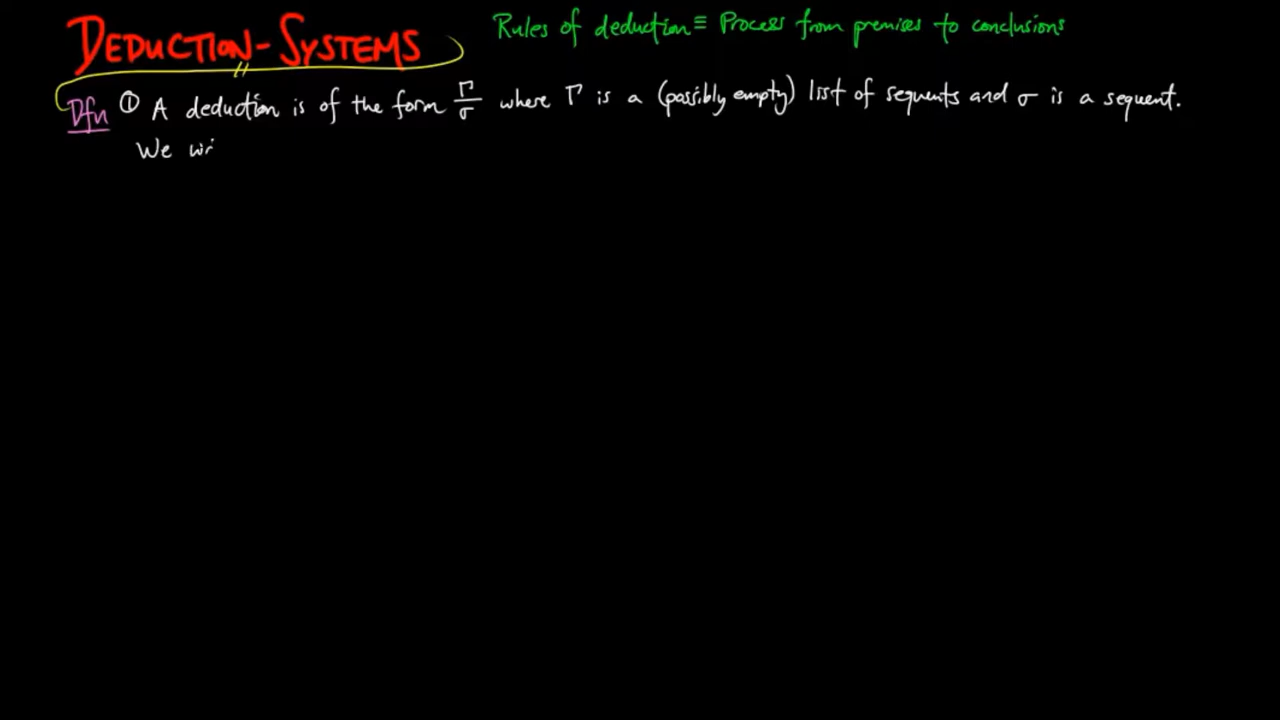 DEDUCTION-SYSTEMS
Rules of deduction ≡ Process from premises to conclusions
Dfn ① A deduction is of the form Γ/σ where Γ is a (possibly empty) list of sequents and σ is a sequent.
We wri